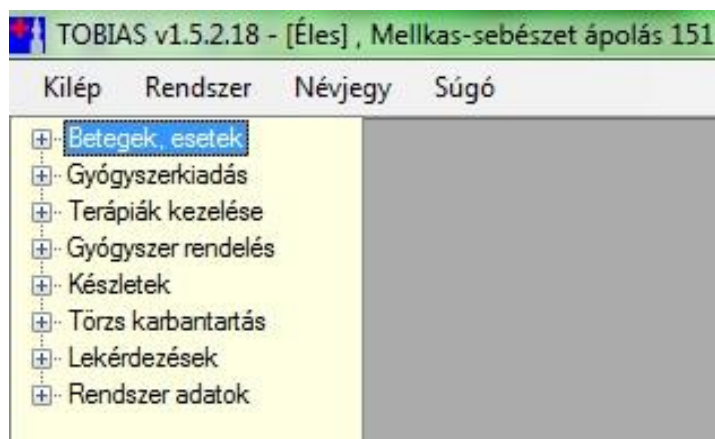 TOBIAS v1.5.2.18 - [Éles] , Mellkas-sebészet ápolás 151
Kilép Rendszer Névjegy Súgó
Betegek, esetek
Gyógyszerkiadás
Terápiák kezelése
Gyógyszer rendelés
Készletek
Törzs karbantartás
Lekérdezések
Rendszer adatok